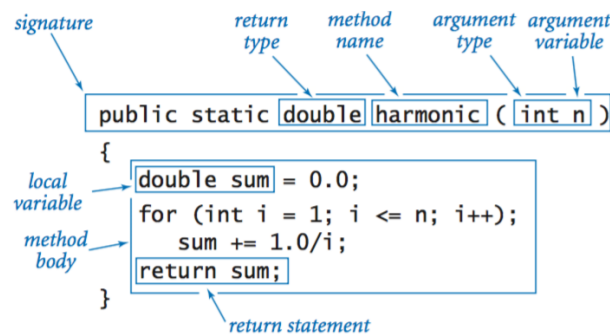 signature
return type
method name
argument type
argument variable
public static double harmonic ( int n )
{
local variable
double sum = 0.0;
for (int i = 1; i <= n; i++);
method body
sum += 1.0/i;
return sum;
}
return statement